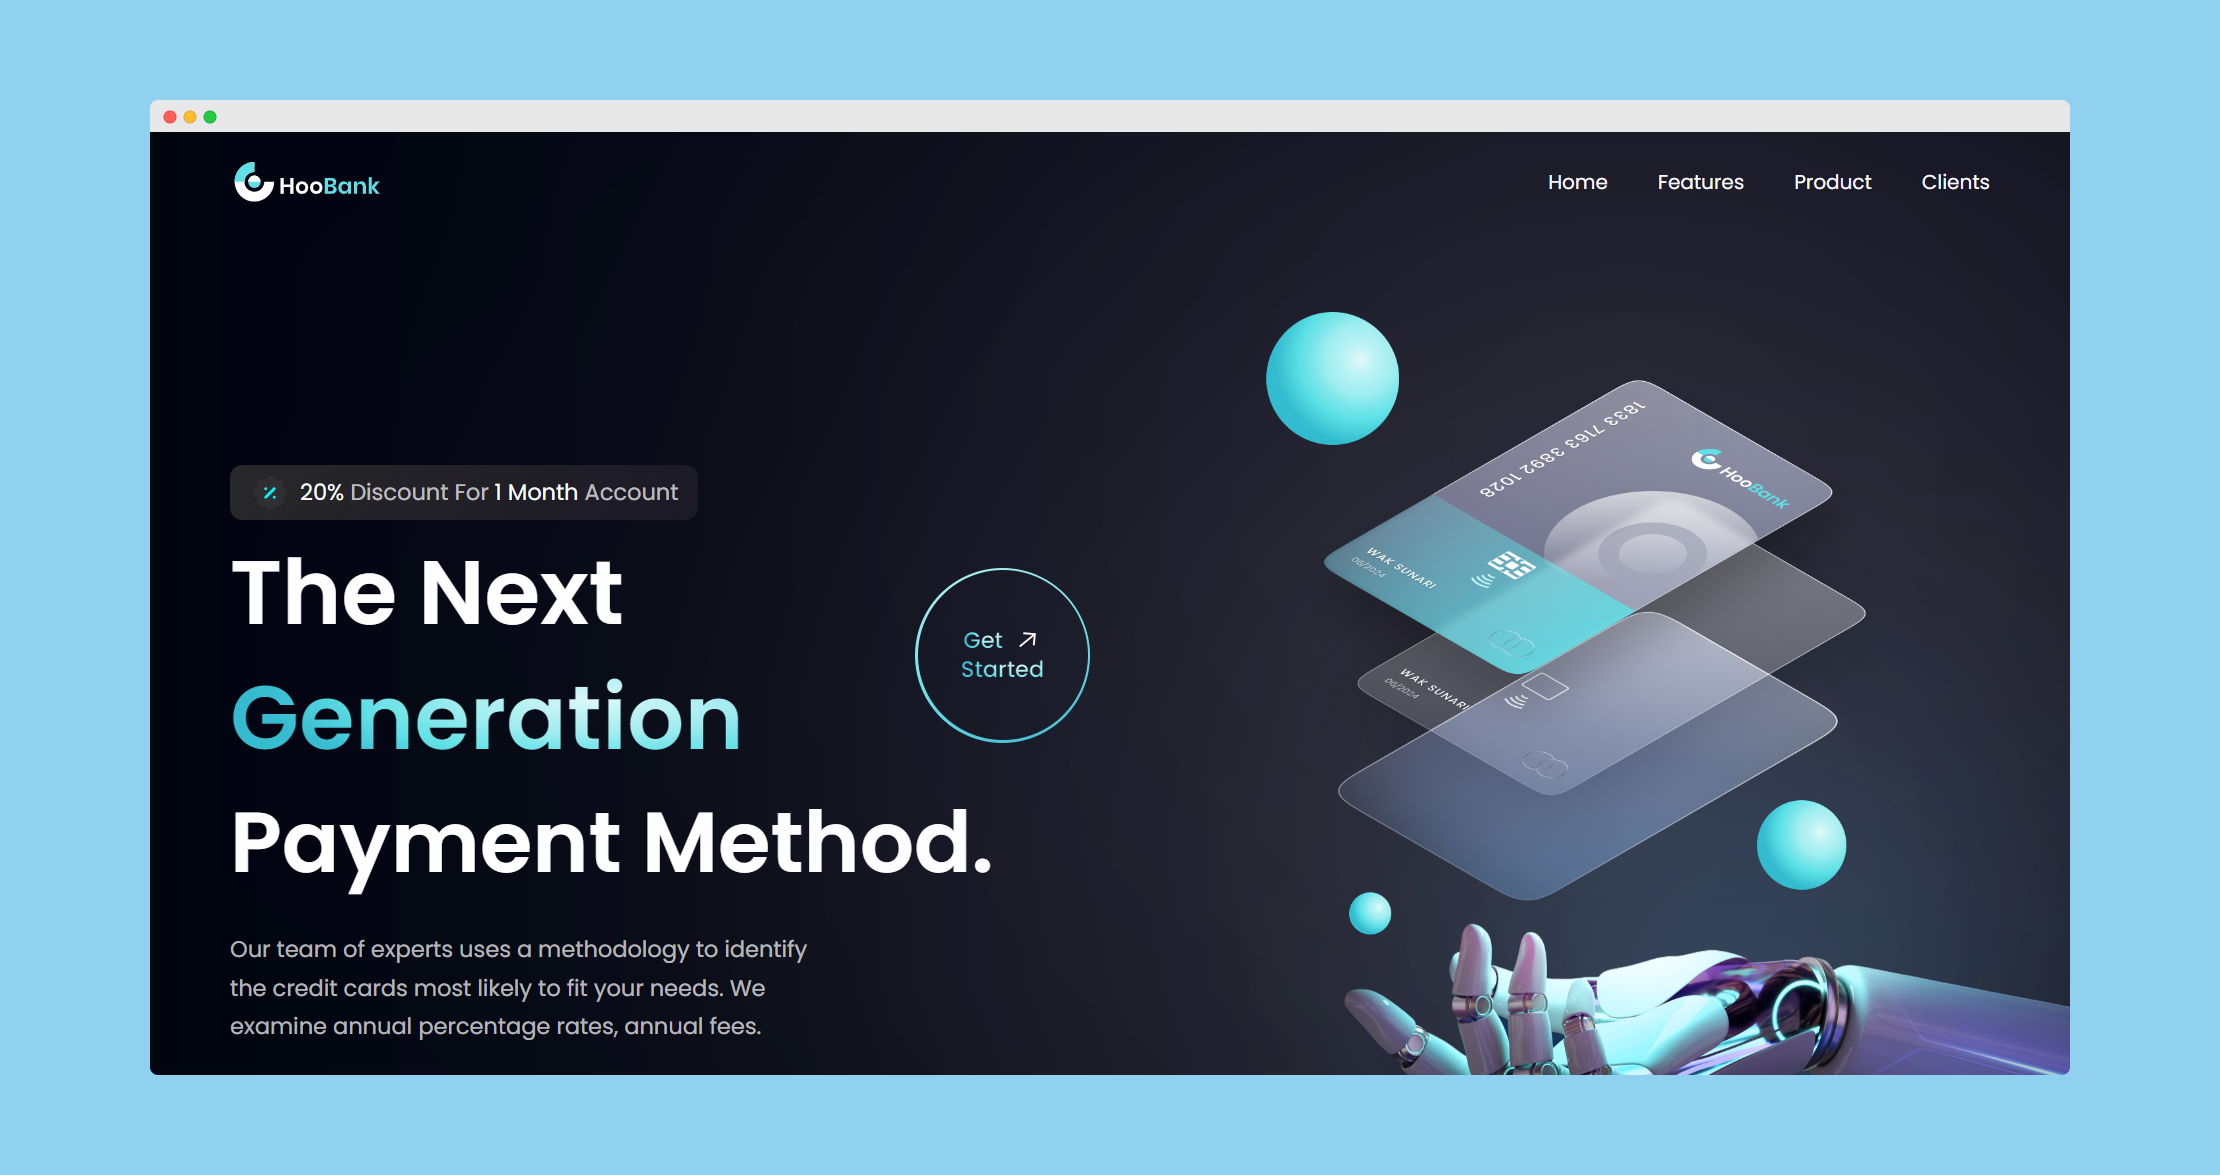 HooBank
Home Features Product Clients
20% Discount For 1 Month Account
The Next
Generation
Payment Method.
Get
Started
Our team of experts uses a methodology to identify
the credit cards most likely to fit your needs. We
examine annual percentage rates, annual fees.
1833 7163 3892 1028
HooBank
WAK SUNARI
08/2024
WAK SUNARI
08/2024